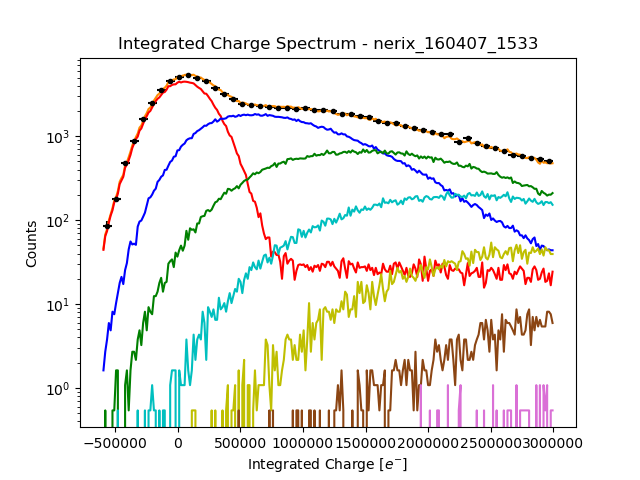 Integrated Charge Spectrum - nerix_160407_1533
Counts
10³
10²
10¹
10⁰
−500000 0 500000 1000000 1500000 2000000 2500000 3000000
Integrated Charge [e⁻]